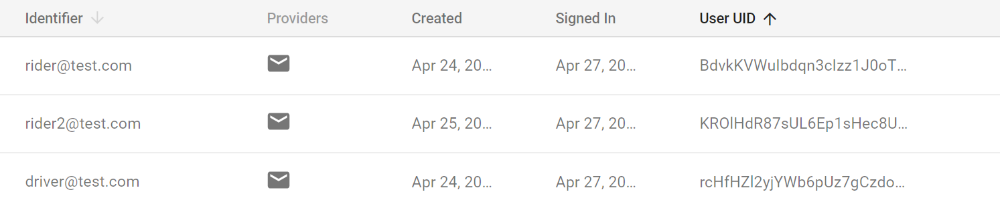 Identifier Providers Created Signed In User UID
rider@test.com Apr 24, 20... Apr 27, 20... BdvkKVWuIbdqn3cIzz1J0oT...
rider2@test.com Apr 25, 20... Apr 27, 20... KROlHdR87sUL6Ep1sHec8U...
driver@test.com Apr 24, 20... Apr 27, 20... rcHfHZl2yjYWb6pUz7gCzdo...